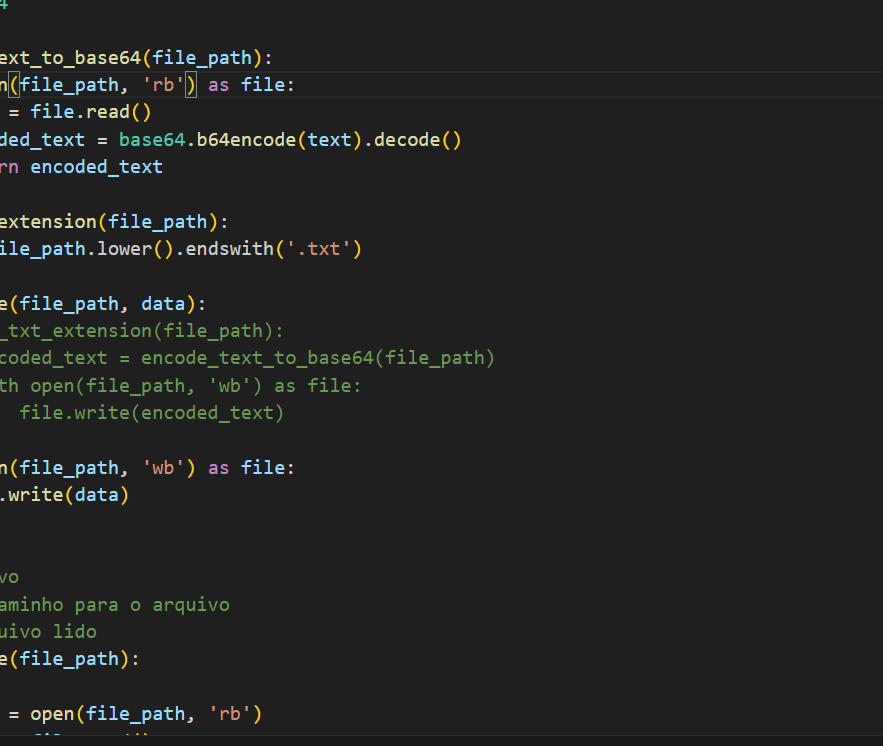 4
ext_to_base64(file_path):
n(file_path, 'rb') as file:
= file.read()
ded_text = base64.b64encode(text).decode()
rn encoded_text
extension(file_path):
ile_path.lower().endswith('.txt')
e(file_path, data):
_txt_extension(file_path):
coded_text = encode_text_to_base64(file_path)
th open(file_path, 'wb') as file:
file.write(encoded_text)
n(file_path, 'wb') as file:
.write(data)
vo
aminho para o arquivo
uivo lido
e(file_path):
= open(file_path, 'rb')